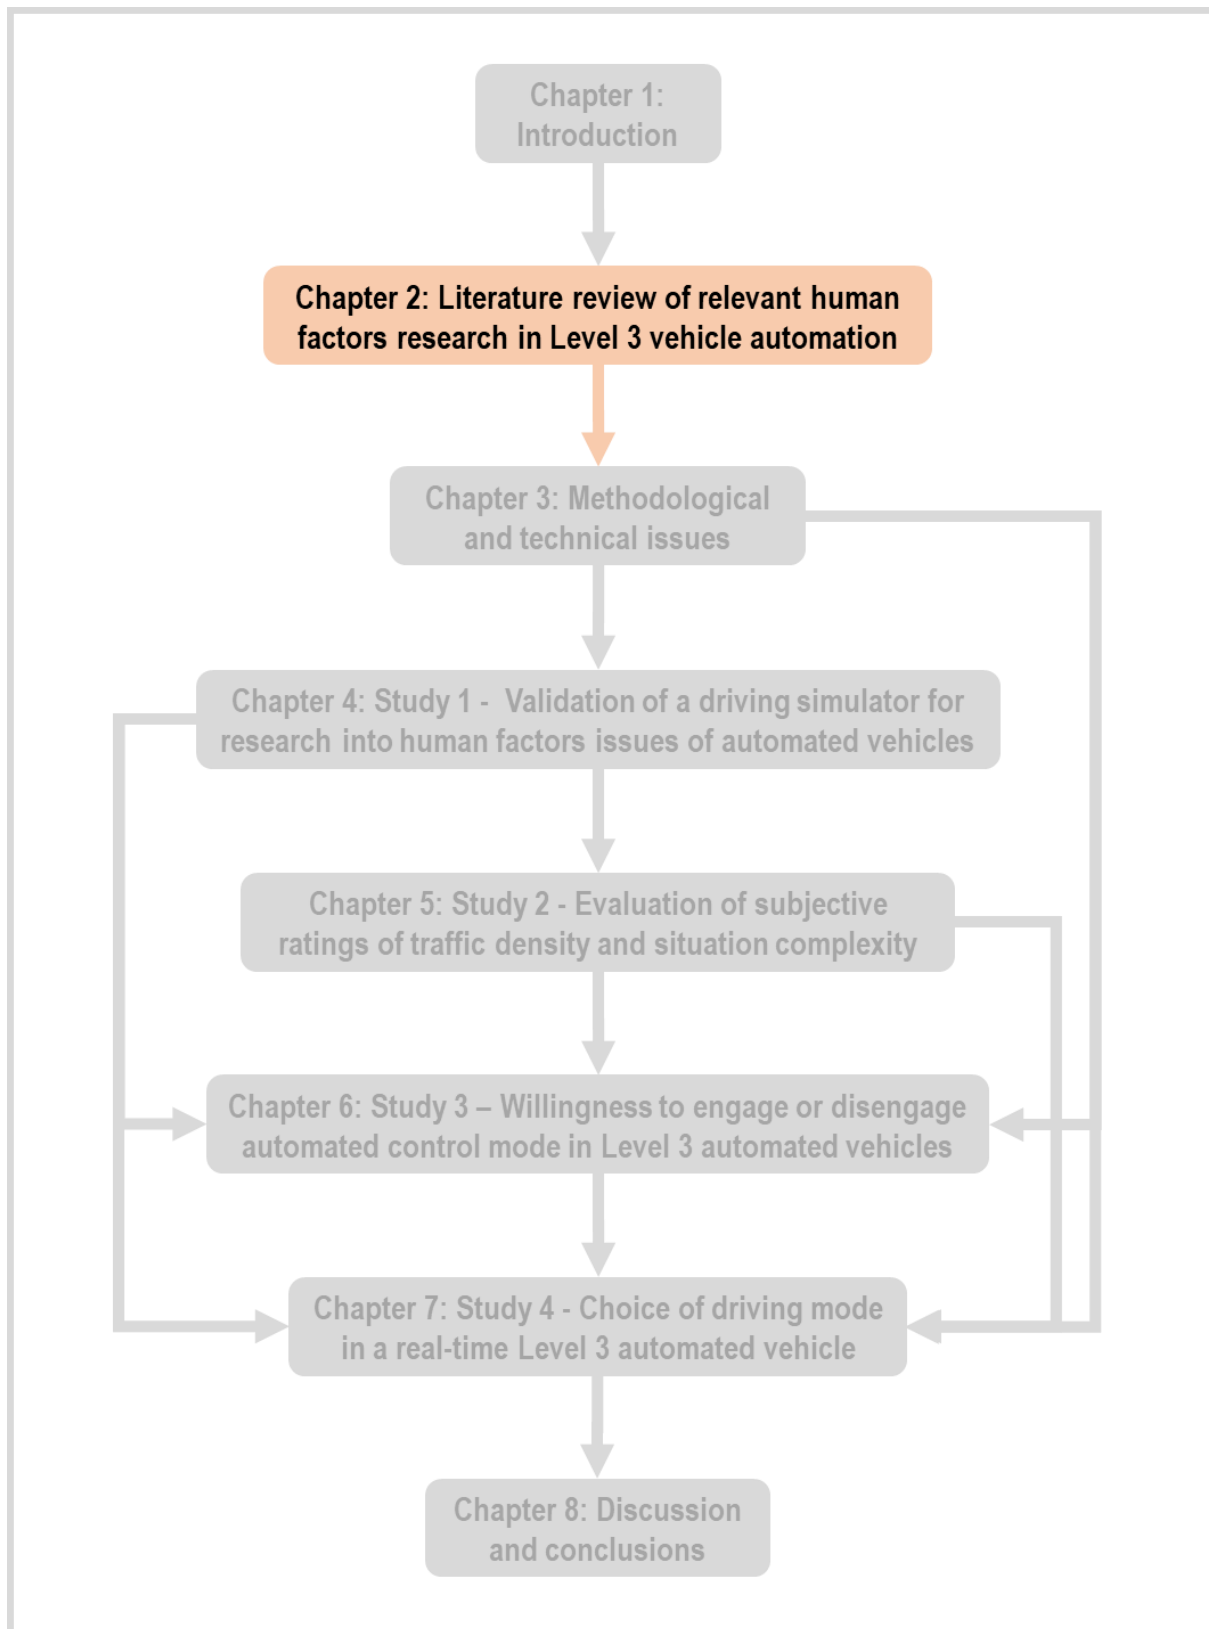 Chapter 1:
Introduction
Chapter 2: Literature review of relevant human
factors research in Level 3 vehicle automation
Chapter 3: Methodological
and technical issues
Chapter 4: Study 1 -  Validation of a driving simulator for
research into human factors issues of automated vehicles
Chapter 5: Study 2 - Evaluation of subjective
ratings of traffic density and situation complexity
Chapter 6: Study 3 – Willingness to engage or disengage
automated control mode in Level 3 automated vehicles
Chapter 7: Study 4 - Choice of driving mode
in a real-time Level 3 automated vehicle
Chapter 8: Discussion
and conclusions